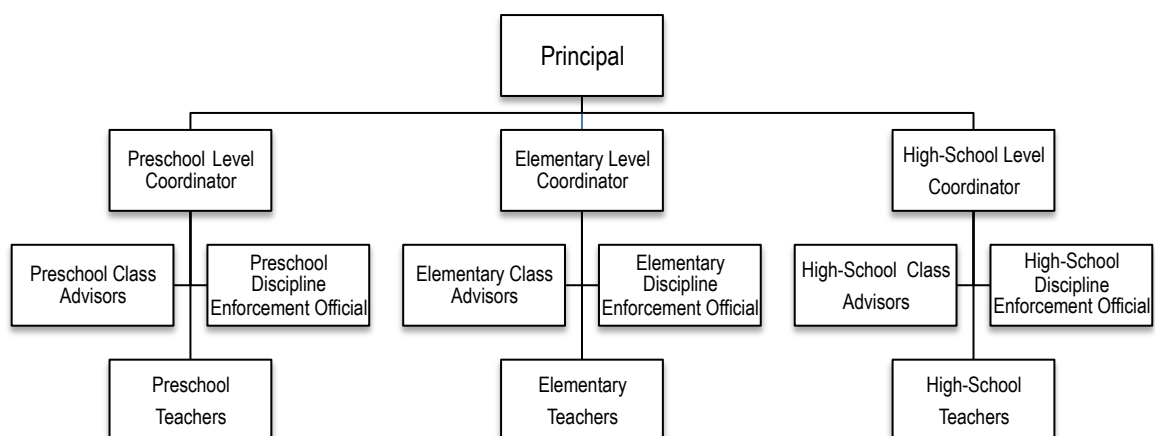 Principal
Preschool Level
Coordinator
Elementary Level
Coordinator
High-School Level
Coordinator
Preschool Class
Advisors
Preschool
Discipline
Enforcement Official
Elementary Class
Advisors
Elementary
Discipline
Enforcement Official
High-School Class
Advisors
High-School
Discipline
Enforcement Official
Preschool
Teachers
Elementary
Teachers
High-School
Teachers